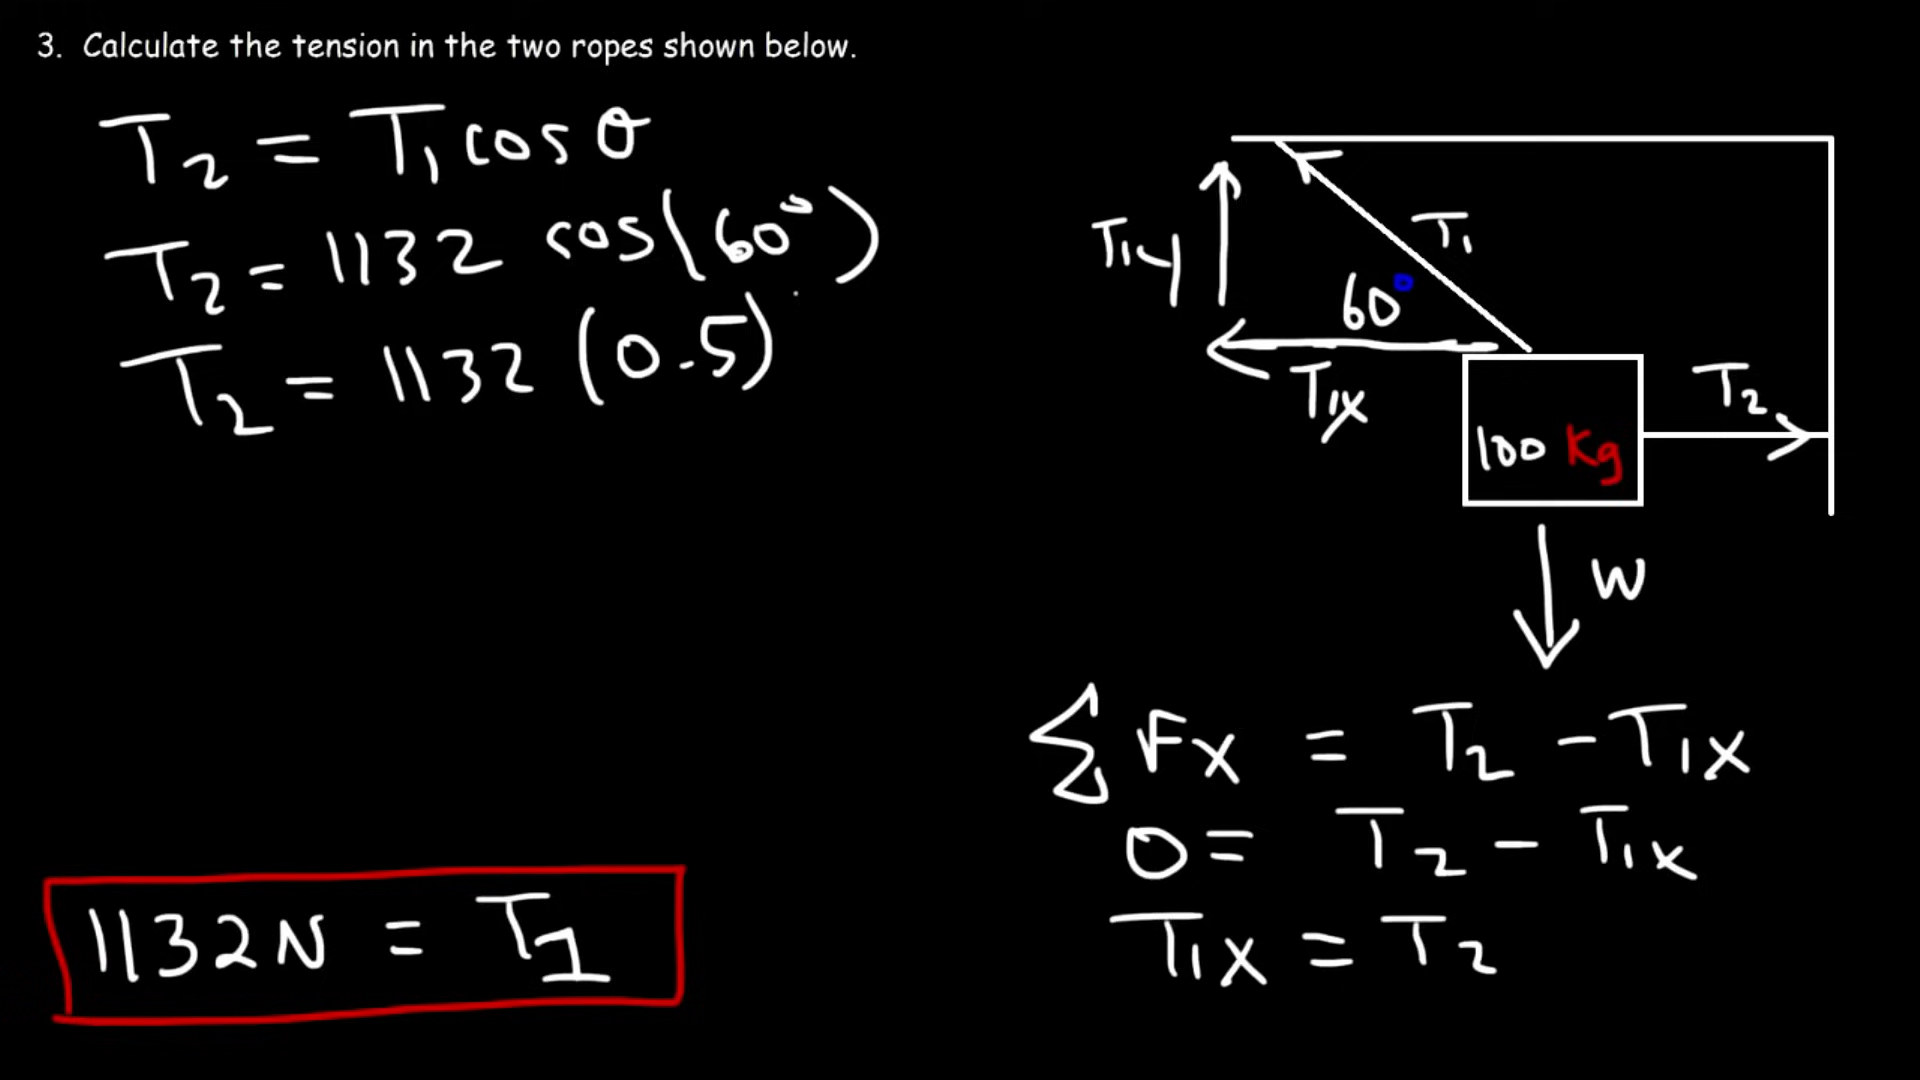 3. Calculate the tension in the two ropes shown below.
T₂ = T₁ cos θ
T₂ = 1132 cos(60°)
T₂ = 1132 (0.5)
1132N = T₁
T₁y
T₁
60°
T₁x
T₂
100 Kg
W
Σ Fx = T₂ - T₁x
0 = T₂ - T₁x
T₁x = T₂